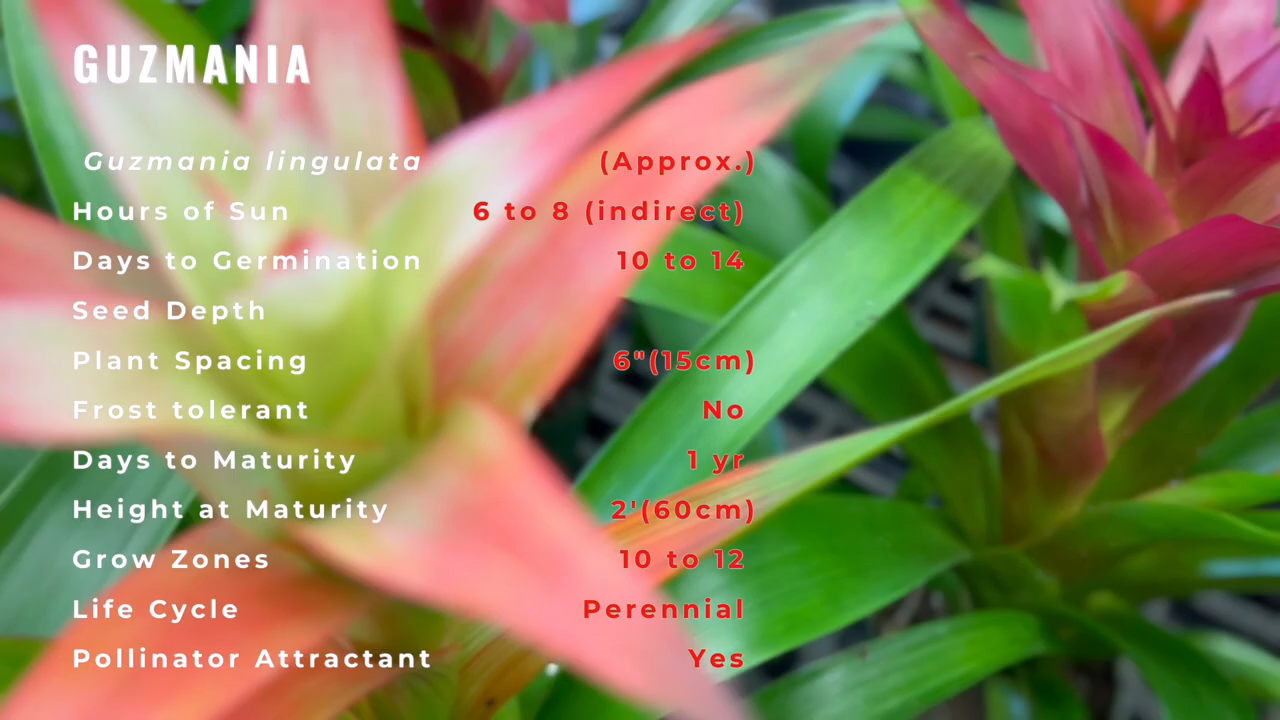 GUZMANIA
Guzmania lingulata (Approx.)
Hours of Sun 6 to 8 (indirect)
Days to Germination 10 to 14
Seed Depth
Plant Spacing 6"(15cm)
Frost tolerant No
Days to Maturity 1 yr
Height at Maturity 2'(60cm)
Grow Zones 10 to 12
Life Cycle Perennial
Pollinator Attractant Yes